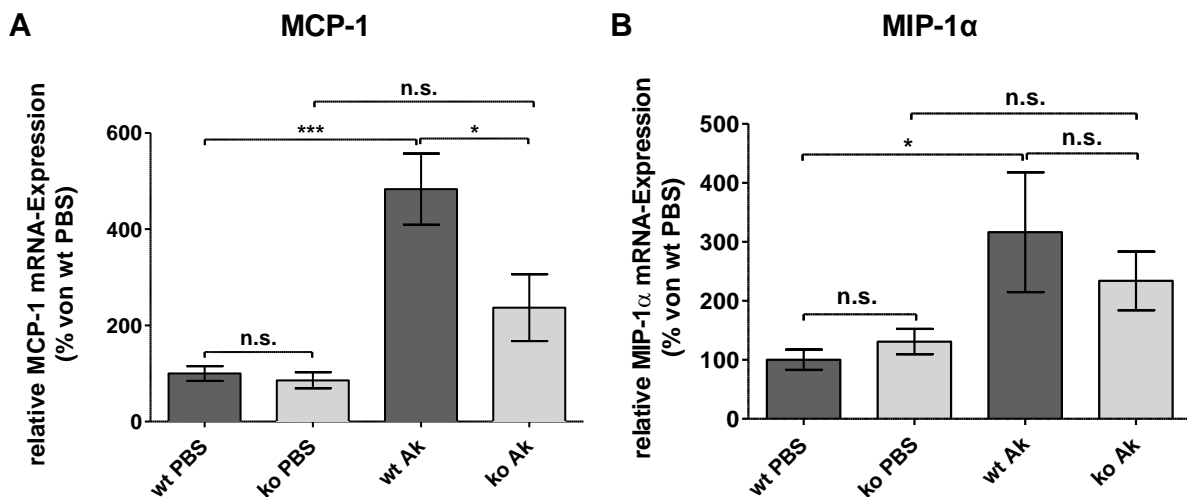 A
MCP-1
relative MCP-1 mRNA-Expression
(% von wt PBS)
600
400
200
0
n.s.
***
*
n.s.
wt PBS
ko PBS
wt Ak
ko Ak
B
MIP-1α
relative MIP-1α mRNA-Expression
(% von wt PBS)
500
400
300
200
100
0
n.s.
*
n.s.
n.s.
wt PBS
ko PBS
wt Ak
ko Ak